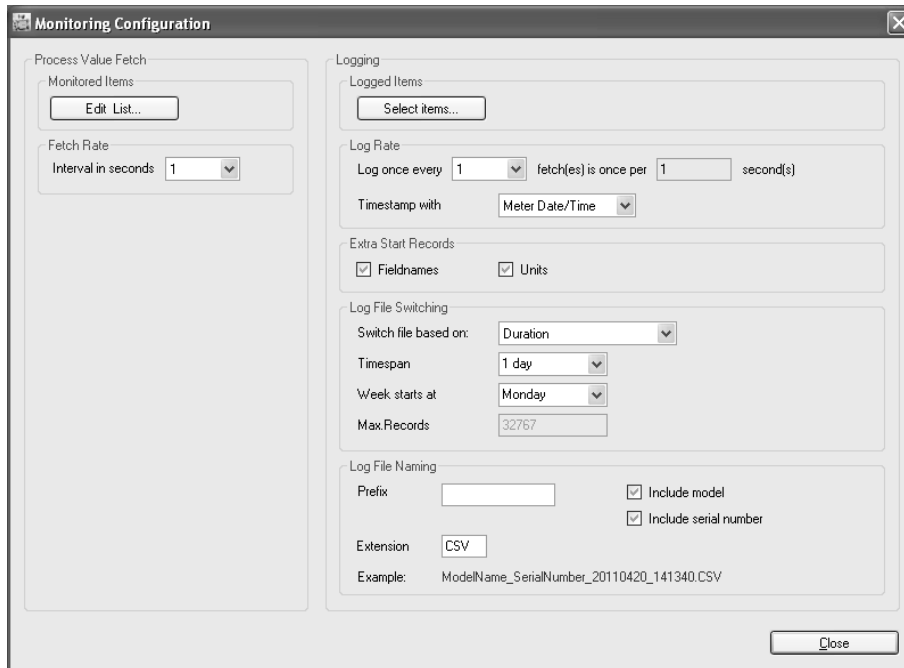 Monitoring Configuration
Process Value Fetch
Monitored Items
Edit List...
Fetch Rate
Interval in seconds 1
Logging
Logged Items
Select items...
Log Rate
Log once every 1 fetch(es) is once per 1 second(s)
Timestamp with Meter Date/Time
Extra Start Records
Fieldnames Units
Log File Switching
Switch file based on: Duration
Timespan 1 day
Week starts at Monday
Max.Records 32767
Log File Naming
Prefix Include model
Include serial number
Extension CSV
Example: ModelName_SerialNumber_20110420_141340.CSV
Close